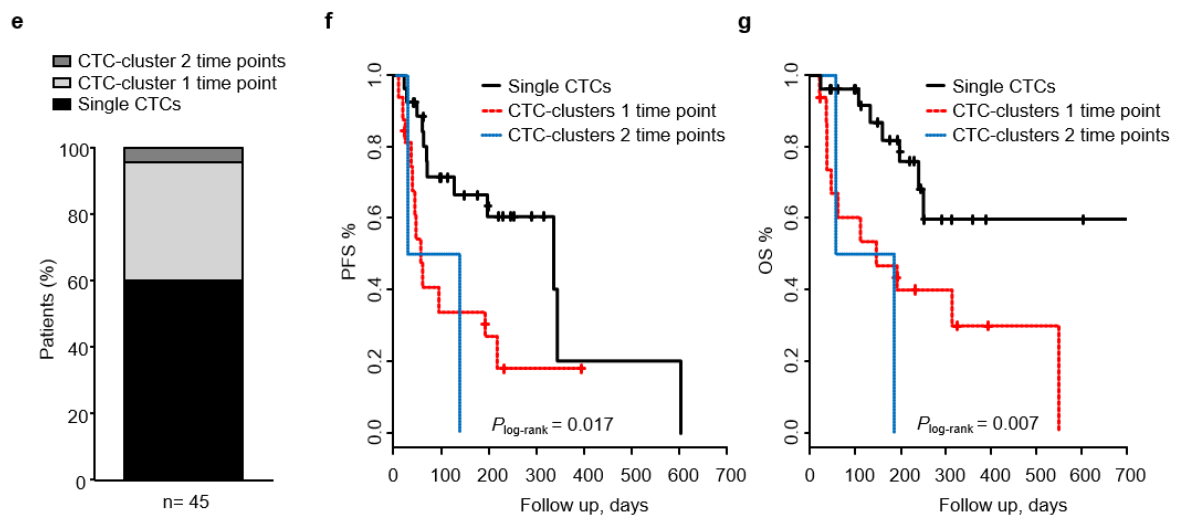 e
CTC-cluster 2 time points
CTC-cluster 1 time point
Single CTCs
Patients (%)
100
80
60
40
20
0
n= 45
f
Single CTCs
CTC-clusters 1 time point
CTC-clusters 2 time points
PFS %
1.0
0.8
0.6
0.4
0.2
0.0
P log-rank = 0.017
0 100 200 300 400 500 600 700
Follow up, days
g
Single CTCs
CTC-clusters 1 time point
CTC-clusters 2 time points
OS %
1.0
0.8
0.6
0.4
0.2
0.0
P log-rank = 0.007
0 100 200 300 400 500 600 700
Follow up, days